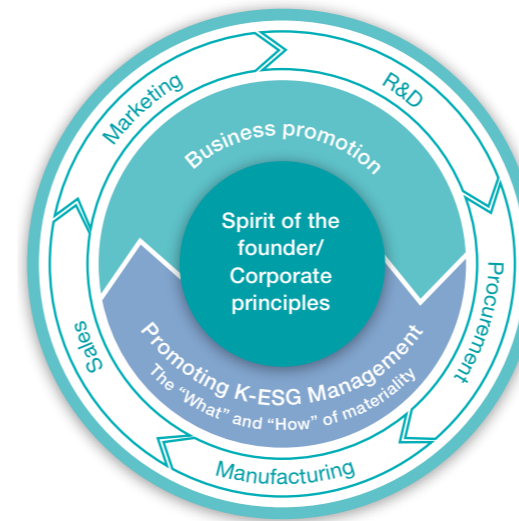 Marketing
R&D
Procurement
Manufacturing
Sales
Business promotion
Spirit of the
founder/
Corporate
principles
Promoting K-ESG Management
The “What” and “How” of materiality